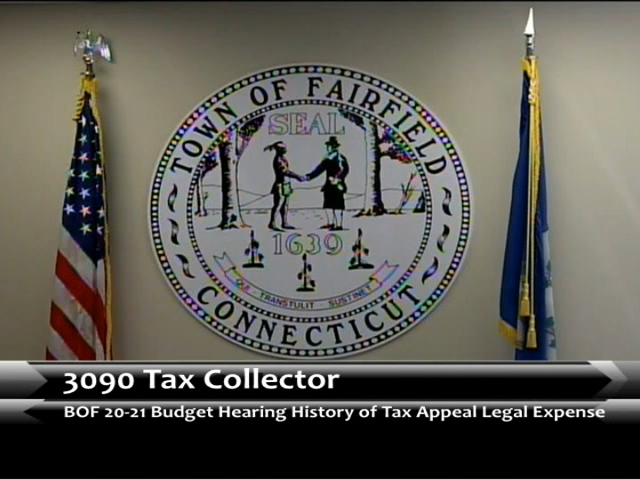 TOWN OF FAIRFIELD
SEAL
1639
QUI TRANSTULIT SUSTINET
CONNECTICUT
3090 Tax Collector
BOF 20-21 Budget Hearing History of Tax Appeal Legal Expense